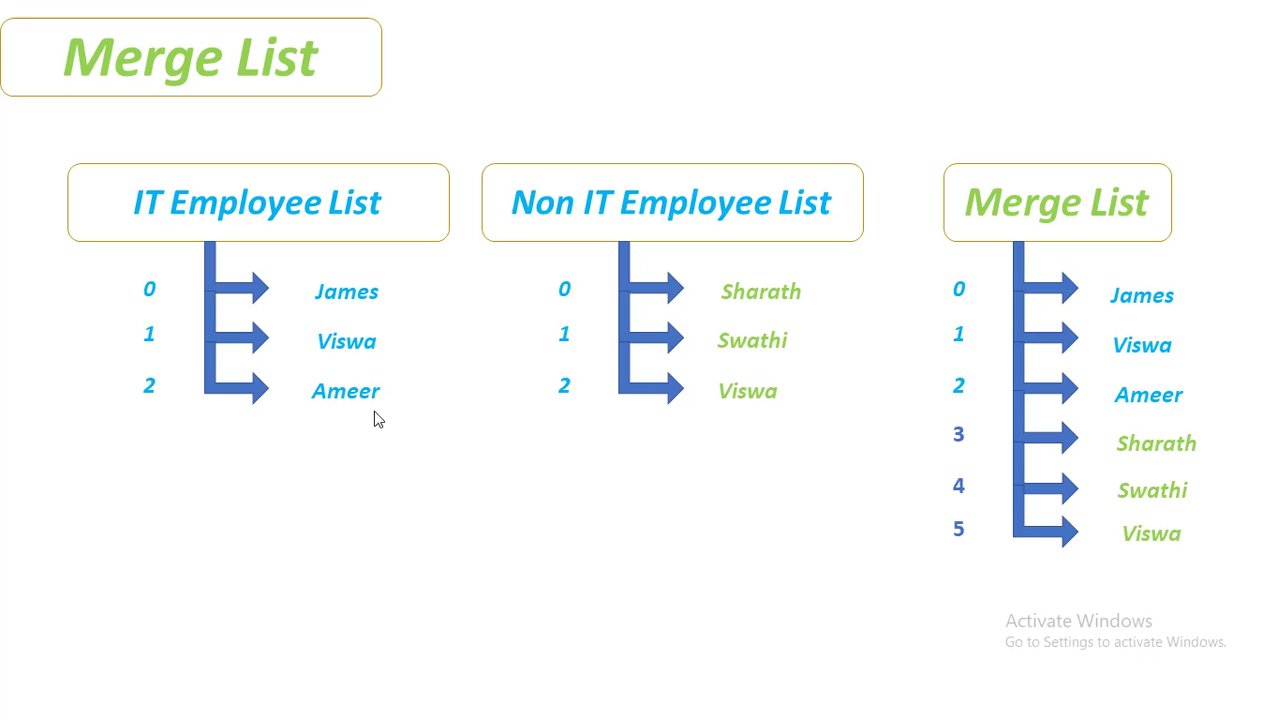 Merge List
IT Employee List
0 James
1 Viswa
2 Ameer
Non IT Employee List
0 Sharath
1 Swathi
2 Viswa
Merge List
0 James
1 Viswa
2 Ameer
3 Sharath
4 Swathi
5 Viswa
Activate Windows
Go to Settings to activate Windows.